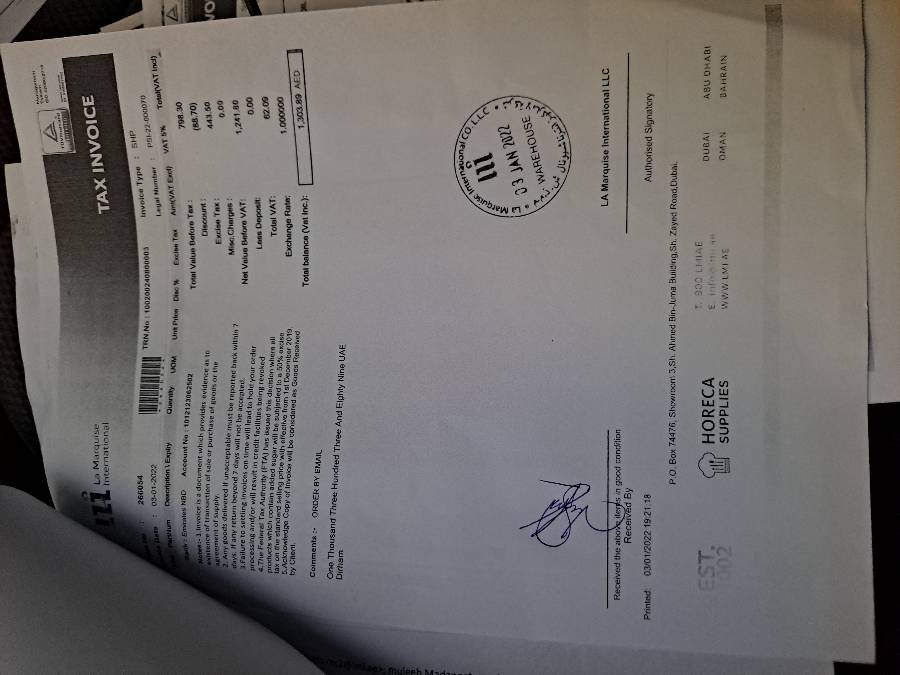 La Marquise
International
TAX INVOICE
266054
TRN.No : 100200240800003
Invoice Type : SHP
Date : 03-01-2022
Legal Number : PSI-22-000070
Description \ Expiry Quantity UOM Unit Price Disc % Excise Tax Amt(VAT Exd) VAT 5% Total(VAT Incl)
Bank : Emirates NBD Account No : 1012123062502
Notes:- 1.Invoice is a document which provides evidence as to
existence of transaction of sale or purchase of goods or the
agreement of supply.
2. Any goods delivered if unacceptable must be reported back within 7
days. If any return beyond 7 days will not be accepted.
3.Failure to settling invoices on time will lead to hold your order
processing and/or will result in credit facilities being revoked
4.The Federal Tax Authority (FTA) has issued this decision where all
products which contain added sugar will be subjected to a 50% excise
tax on the standard selling price with effective from 1st December 2019.
5.Acknowledge Copy of Invoice will be considered as Goods Received
by Client.
Total Value Before Tax : 798.30
Discount : (88.70)
Excise Tax : 443.50
Misc.Charges : 0.00
Net Value Before VAT: 1,241.80
Less Deposit: 0.00
Total VAT: 62.09
Exchange Rate: 1.000000
Total balance (Vat Inc.): 1,303.89 AED
Comments :- ORDER BY EMAIL
One Thousand Three Hundred Three And Eighty Nine UAE
Dirham
La Marquise International CO.LLC
03 JAN 2022
WAREHOUSE
LA Marquise International LLC
Received the above items in good condition
Received By
Authorised Signatory
Printed: 03/01/2022 19:21:18
P.O. Box 74476, Showroom 3,Sh. Ahmed Bin-Juma Building,Sh. Zayed Road,Dubai.
EST.
2002
HORECA
SUPPLIES
T. 800 LMIAE
WWW.LMI.AE
DUBAI ABU DHABI
OMAN BAHRAIN